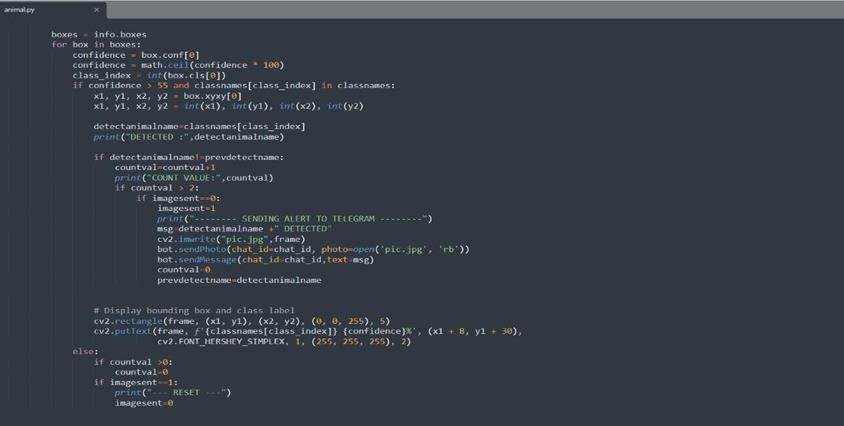 animal.py ×
boxes = info.boxes
for box in boxes:
confidence = box.conf[0]
confidence = math.ceil(confidence * 100)
class_index = int(box.cls[0])
if confidence > 55 and classnames[class_index] in classnames:
x1, y1, x2, y2 = box.xyxy[0]
x1, y1, x2, y2 = int(x1), int(y1), int(x2), int(y2)
detectanimalname=classnames[class_index]
print("DETECTED :",detectanimalname)
if detectanimalname!=prevdetectname:
countval=countval+1
print("COUNT VALUE:",countval)
if countval > 2:
if imagesent==0:
imagesent=1
print("-------- SENDING ALERT TO TELEGRAM --------")
msg=detectanimalname +" DETECTED"
cv2.imwrite("pic.jpg",frame)
bot.sendPhoto(chat_id=chat_id, photo=open('pic.jpg', 'rb'))
bot.sendMessage(chat_id=chat_id,text=msg)
countval=0
prevdetectname=detectanimalname
# Display bounding box and class label
cv2.rectangle(frame, (x1, y1), (x2, y2), (0, 0, 255), 5)
cv2.putText(frame, f'{classnames[class_index]} {confidence}%', (x1 + 8, y1 + 30),
cv2.FONT_HERSHEY_SIMPLEX, 1, (255, 255, 255), 2)
else:
if countval >0:
countval=0
if imagesent==1:
print("--- RESET ---")
imagesent=0